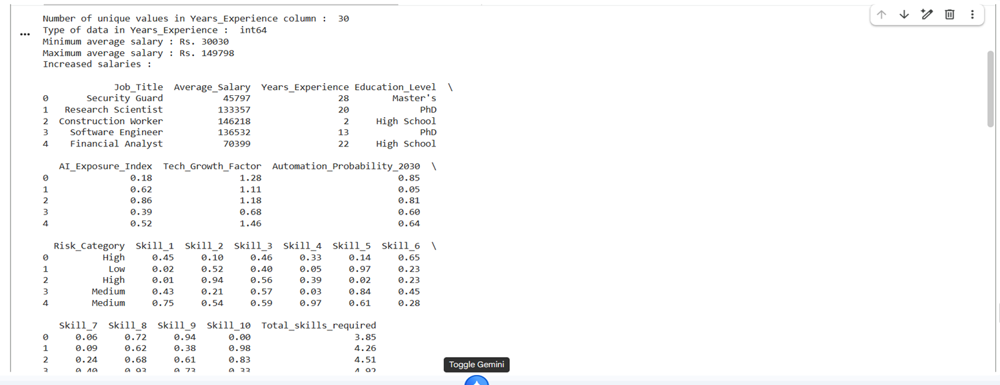 Number of unique values in Years_Experience column :  30
Type of data in Years_Experience :  int64
Minimum average salary : Rs. 30030
Maximum average salary : Rs. 149798
Increased salaries :
Job_Title  Average_Salary  Years_Experience Education_Level  \
0       Security Guard           45797                28        Master's
1   Research Scientist          133357                20             PhD
2  Construction Worker          146218                 2     High School
3    Software Engineer          136532                13             PhD
4    Financial Analyst           70399                22     High School
AI_Exposure_Index  Tech_Growth_Factor  Automation_Probability_2030  \
0               0.18                1.28                         0.85
1               0.62                1.11                         0.05
2               0.86                1.18                         0.81
3               0.39                0.68                         0.60
4               0.52                1.46                         0.64
Risk_Category  Skill_1  Skill_2  Skill_3  Skill_4  Skill_5  Skill_6  \
0          High     0.45     0.10     0.46     0.33     0.14     0.65
1           Low     0.02     0.52     0.40     0.05     0.97     0.23
2          High     0.01     0.94     0.56     0.39     0.02     0.23
3        Medium     0.43     0.21     0.57     0.03     0.84     0.45
4        Medium     0.75     0.54     0.59     0.97     0.61     0.28
Skill_7  Skill_8  Skill_9  Skill_10  Total_skills_required
0     0.06     0.72     0.94      0.00                   3.85
1     0.09     0.62     0.38      0.98                   4.26
2     0.24     0.68     0.61      0.83                   4.51
3     0.40     0.93     0.73      0.33                   4.92
Toggle Gemini